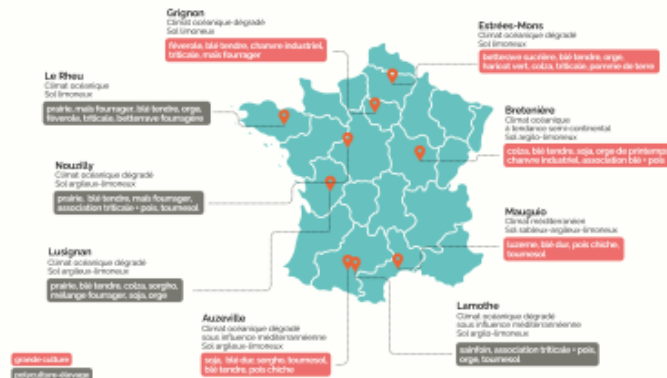 Grignon
Climat océanique dégradé
Sol limoneux
féverole, blé tendre, chanvre industriel,
triticale, maïs fourrager
Estrées-Mons
Climat océanique dégradé
Sol limoneux
betterave sucrière, blé tendre, orge,
haricot vert, colza, triticale, pomme de terre
Le Rheu
Climat océanique
Sol limoneux
prairie, maïs fourrager, blé tendre, orge,
féverole, triticale, betterave fourragère
Bretenière
Climat océanique
à tendance semi-continental
Sol argilo-limoneux
colza, blé tendre, soja, orge de printemps,
chanvre industriel, association blé + pois
Nouzilly
Climat océanique dégradé
Sol argileux-limoneux
prairie, blé tendre, maïs fourrager,
association triticale + pois, tournesol
Mauguio
Climat méditerranéen
Sol sableux-argileux-limoneux
luzerne, blé dur, pois chiche,
tournesol
Lusignan
Climat océanique dégradé
Sol argileux-limoneux
prairie, blé tendre, colza, sorgho,
mélange fourrager, soja, orge
Auzeville
Climat océanique dégradé
sous influence méditerranéenne
Sol argileux-limoneux
soja, blé dur, sorgho, tournesol,
blé tendre, pois chiche
Lamothe
Climat océanique dégradé
sous influence méditerranéenne
Sol argilo-limoneux
sainfoin, association triticale + pois,
orge, tournesol
grande culture
polyculture-élevage